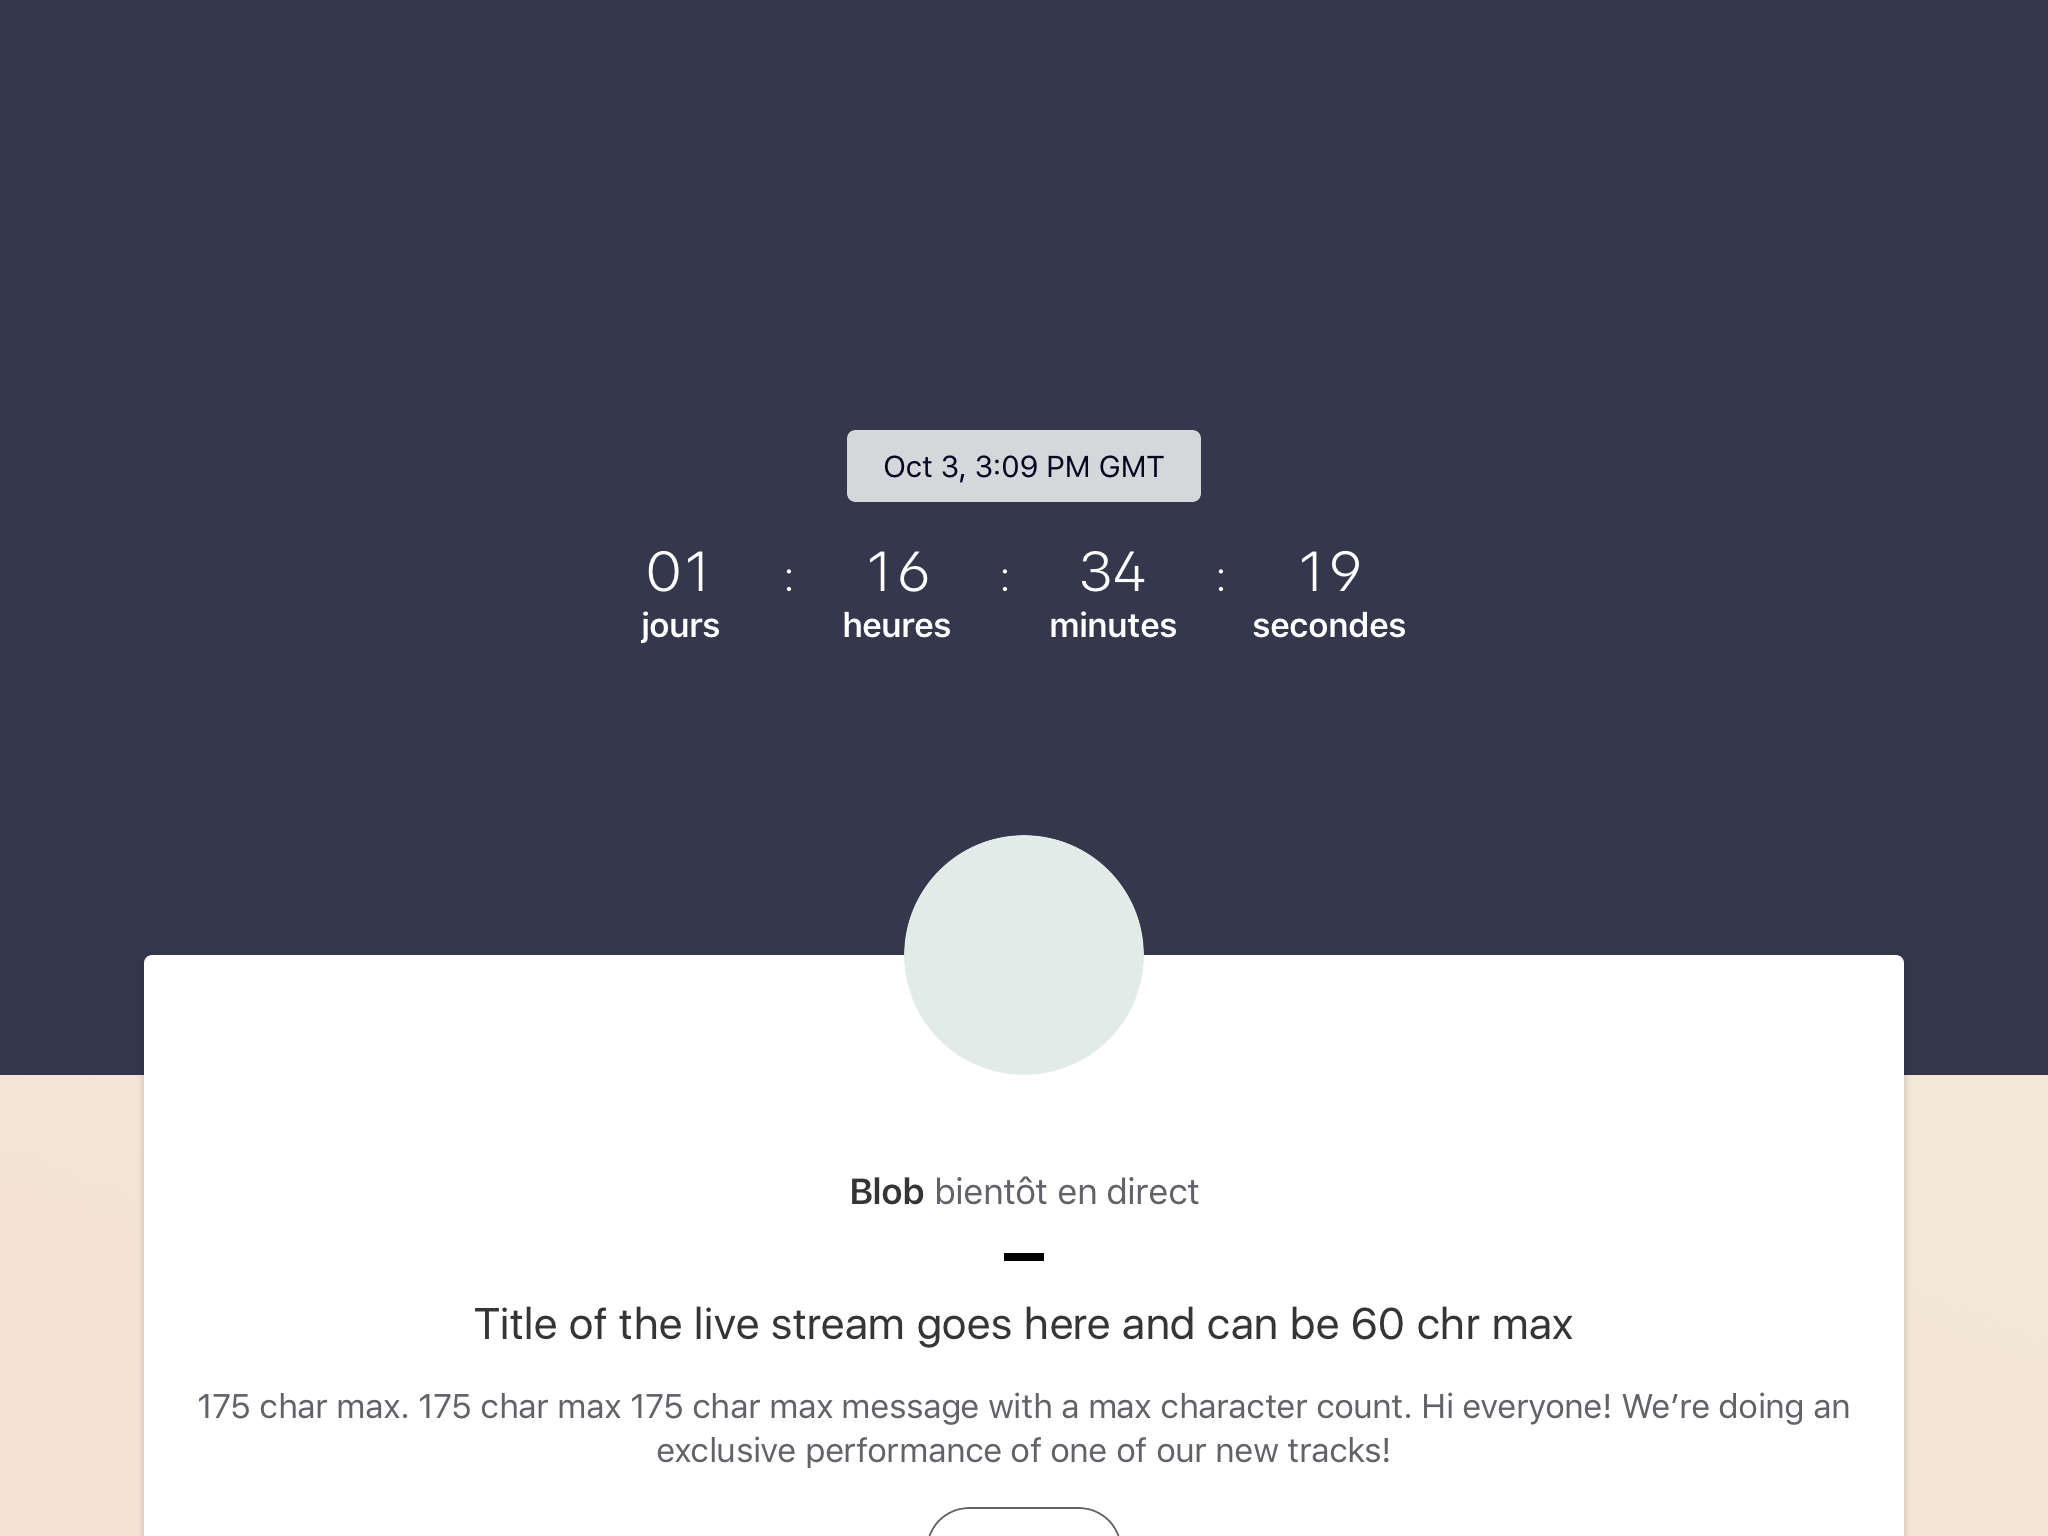 Oct 3, 3:09 PM GMT
01 : 16 : 34 : 19
jours heures minutes secondes
Blob bientôt en direct
Title of the live stream goes here and can be 60 chr max
175 char max. 175 char max 175 char max message with a max character count. Hi everyone! We’re doing an
exclusive performance of one of our new tracks!